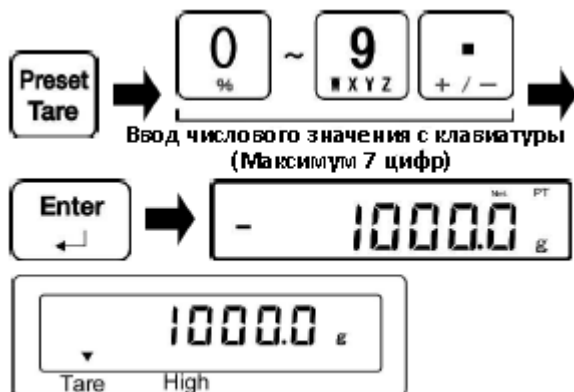 Preset Tare
0 %
~
9 W X Y Z
. + / −
Ввод числового значения с клавиатуры
(Максимум 7 цифр)
Enter ↵
Net PT
- 1000.0 g
1000.0 g
▼
Tare High